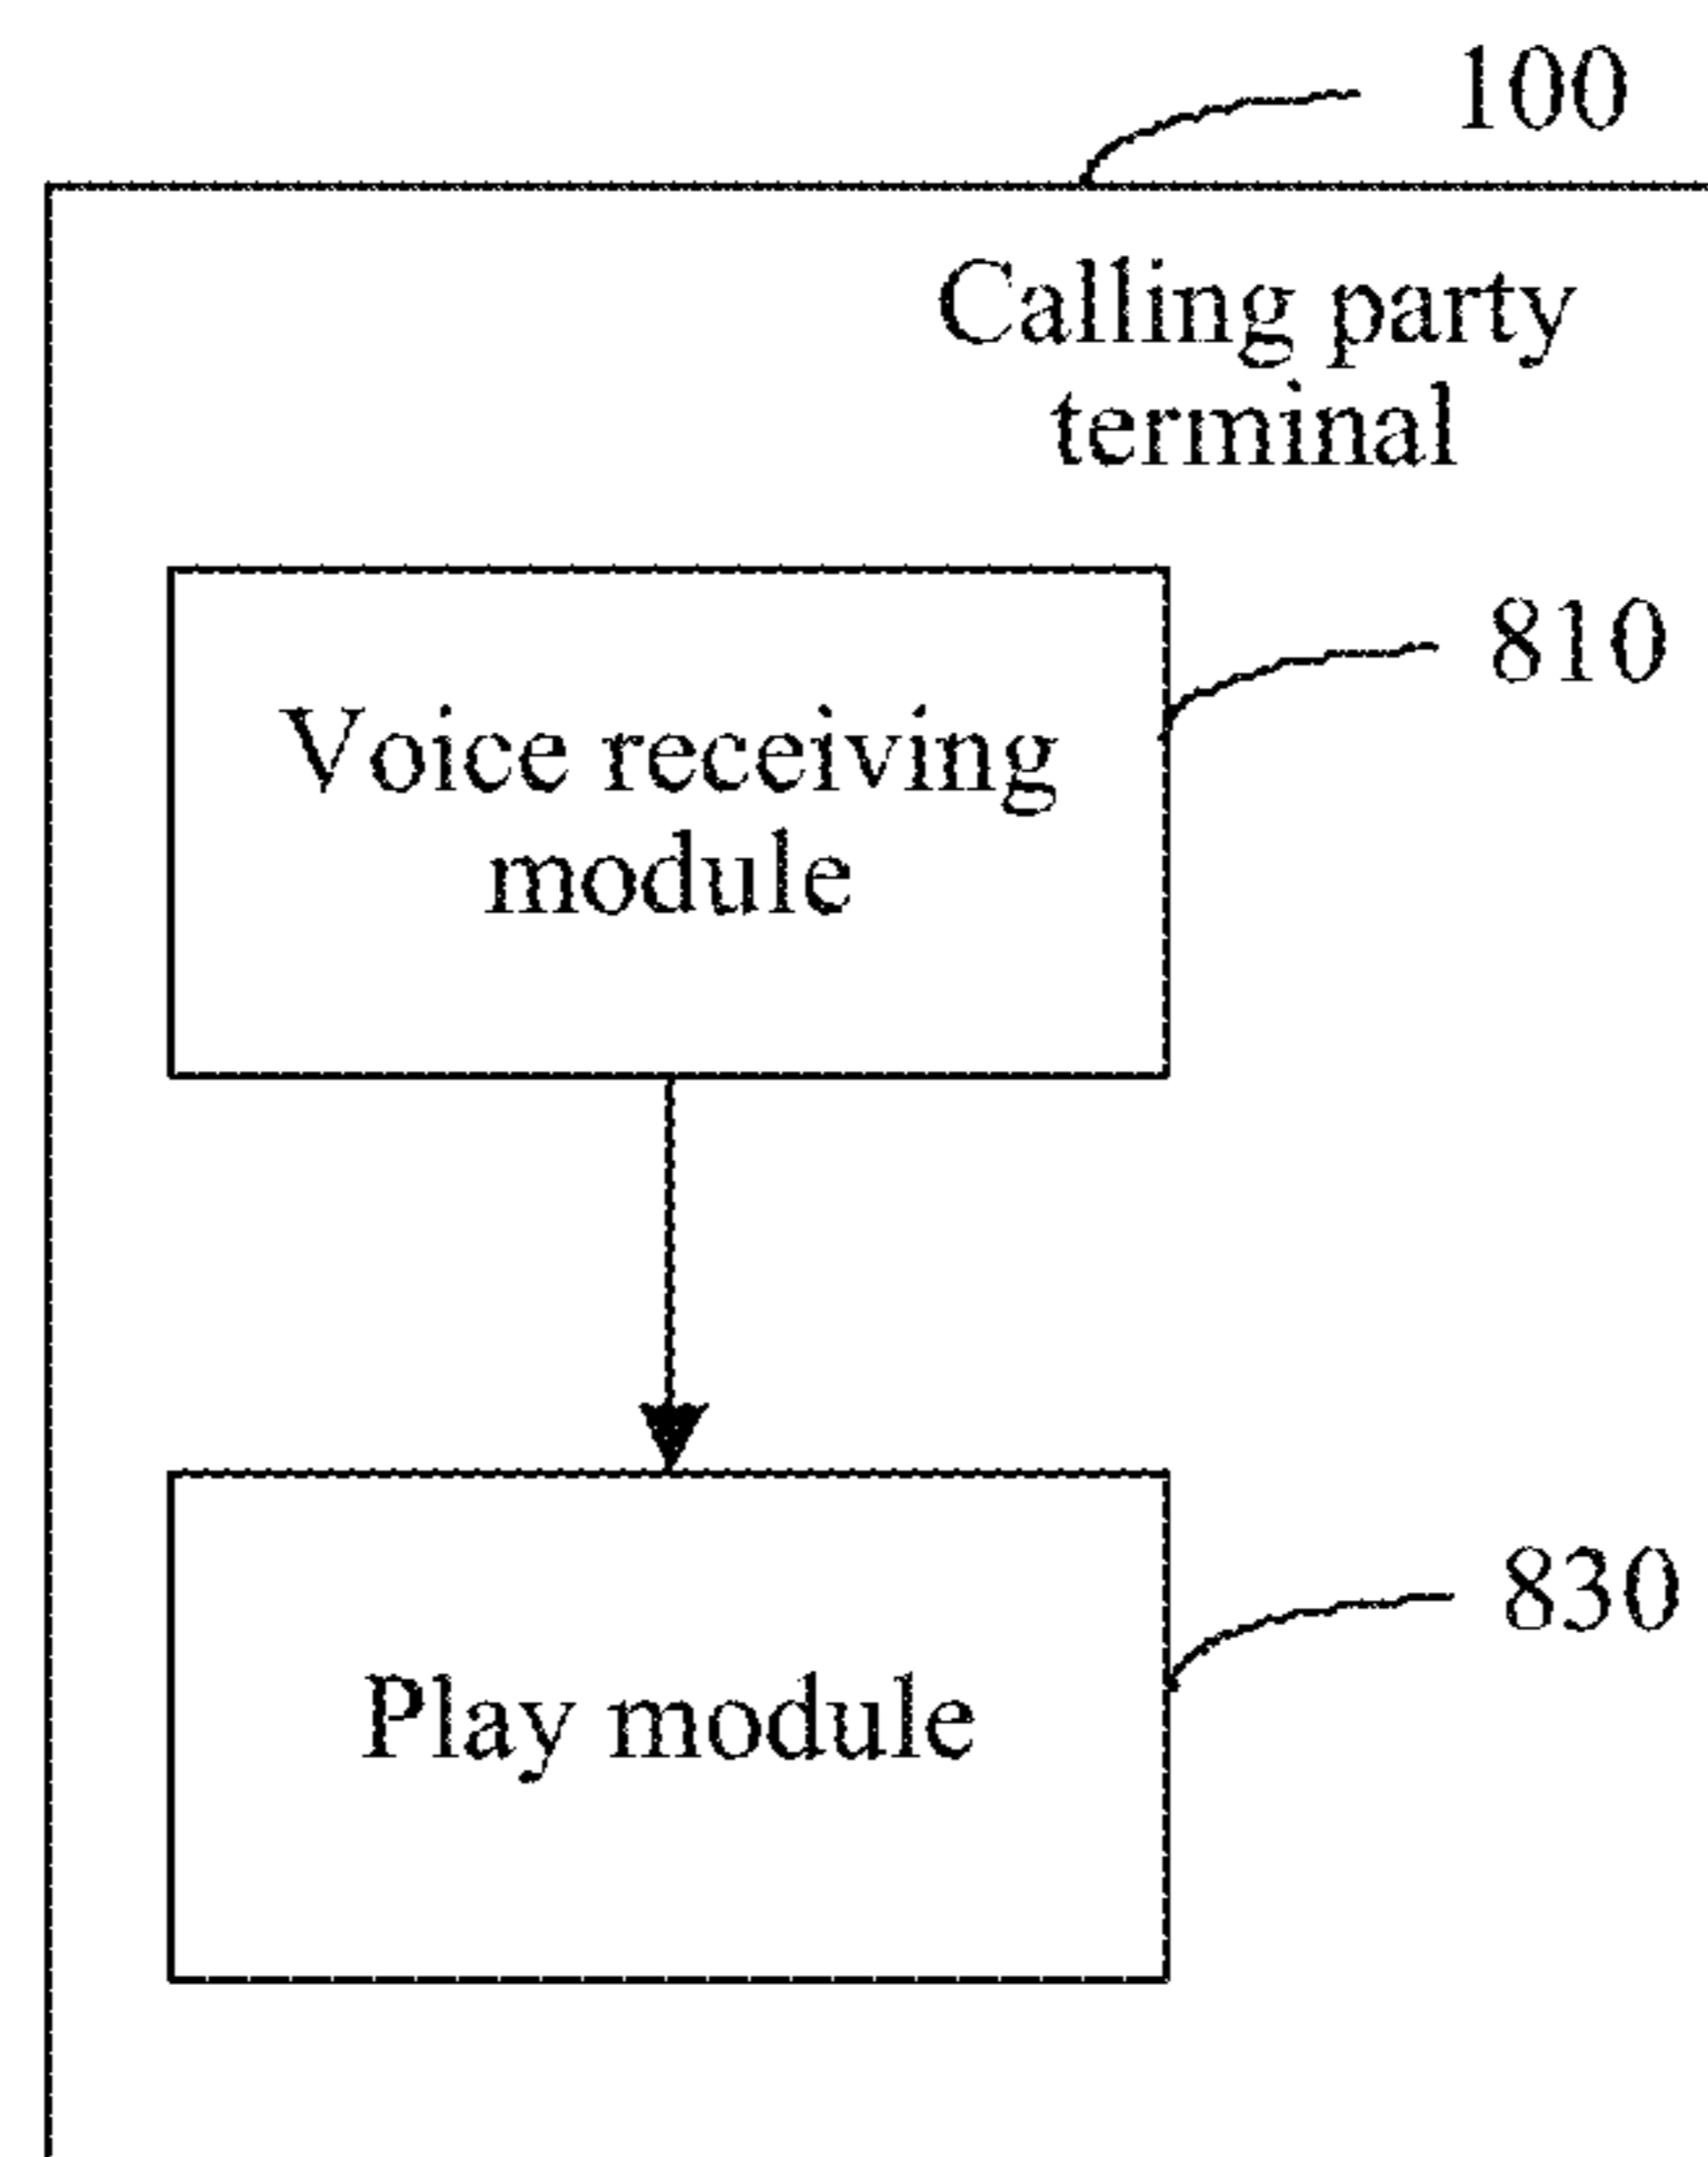 100
Calling party
terminal
810
Voice receiving
module
830
Play module